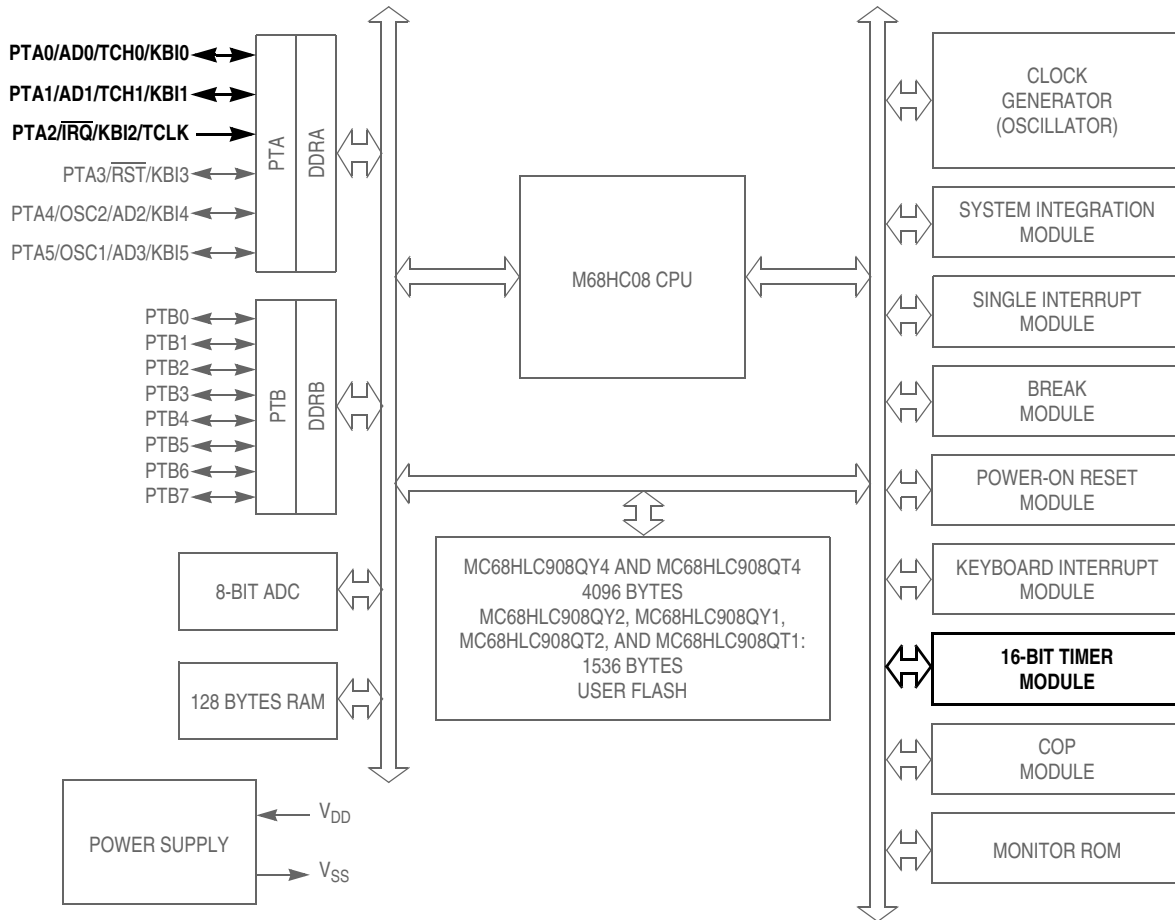 PTA0/AD0/TCH0/KBI0
PTA1/AD1/TCH1/KBI1
PTA2/IRQ/KBI2/TCLK
PTA3/RST/KBI3
PTA4/OSC2/AD2/KBI4
PTA5/OSC1/AD3/KBI5
PTA
DDRA
PTB0
PTB1
PTB2
PTB3
PTB4
PTB5
PTB6
PTB7
PTB
DDRB
8-BIT ADC
128 BYTES RAM
POWER SUPPLY
VDD
VSS
M68HC08 CPU
MC68HLC908QY4 AND MC68HLC908QT4
4096 BYTES
MC68HLC908QY2, MC68HLC908QY1,
MC68HLC908QT2, AND MC68HLC908QT1:
1536 BYTES
USER FLASH
CLOCK
GENERATOR
(OSCILLATOR)
SYSTEM INTEGRATION
MODULE
SINGLE INTERRUPT
MODULE
BREAK
MODULE
POWER-ON RESET
MODULE
KEYBOARD INTERRUPT
MODULE
16-BIT TIMER
MODULE
COP
MODULE
MONITOR ROM